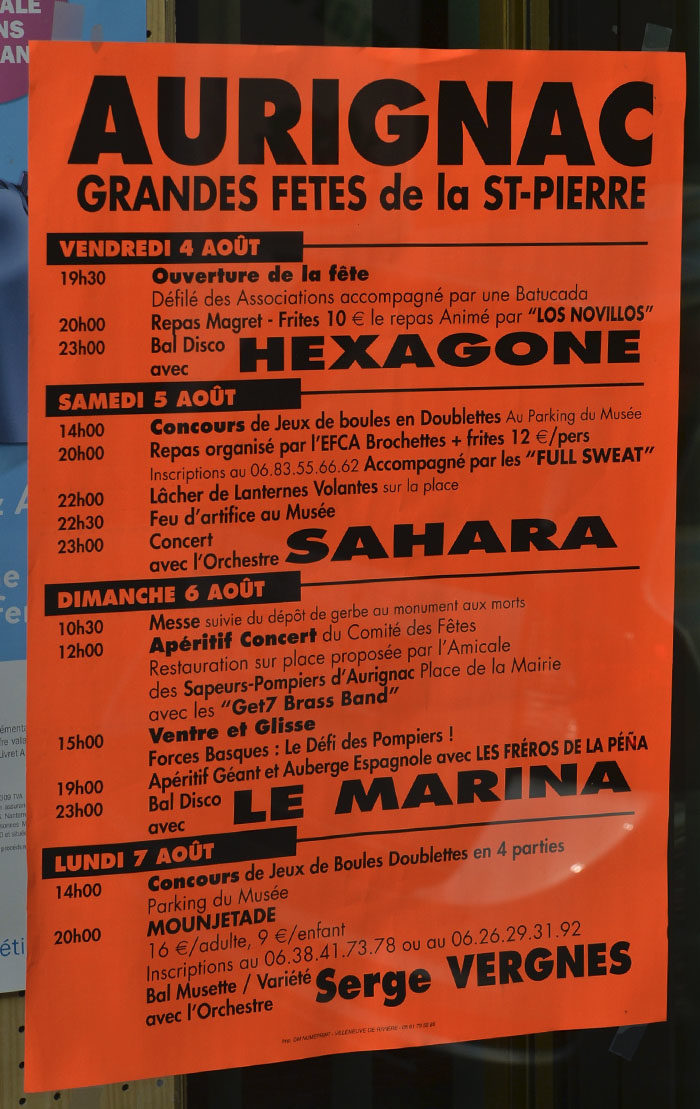 AURIGNAC
GRANDES FETES de la ST-PIERRE
VENDREDI 4 AOÛT
19h30 Ouverture de la fête
Défilé des Associations accompagné par une Batucada
20h00 Repas Magret - Frites 10 € le repas Animé par "LOS NOVILLOS"
23h00 Bal Disco
avec HEXAGONE
SAMEDI 5 AOÛT
14h00 Concours de Jeux de boules en Doublettes Au Parking du Musée
20h00 Repas organisé par l'EFCA Brochettes + frites 12 €/pers
Inscriptions au 06.83.55.66.62 Accompagné par les "FULL SWEAT"
22h00 Lâcher de Lanternes Volantes sur la place
22h30 Feu d'artifice au Musée
23h00 Concert
avec l'Orchestre SAHARA
DIMANCHE 6 AOÛT
10h30 Messe suivie du dépôt de gerbe au monument aux morts
12h00 Apéritif Concert du Comité des Fêtes
Restauration sur place proposée par l'Amicale
des Sapeurs-Pompiers d'Aurignac Place de la Mairie
avec les "Get7 Brass Band"
15h00 Ventre et Glisse
Forces Basques : Le Défi des Pompiers !
19h00 Apéritif Géant et Auberge Espagnole avec LES FRÉROS DE LA PÉÑA
23h00 Bal Disco
avec LE MARINA
LUNDI 7 AOÛT
14h00 Concours de Jeux de Boules Doublettes en 4 parties
Parking du Musée
20h00 MOUNJETADE
16 €/adulte, 9 €/enfant
Inscriptions au 06.38.41.73.78 ou au 06.26.29.31.92
Bal Musette / Variété
avec l'Orchestre Serge VERGNES